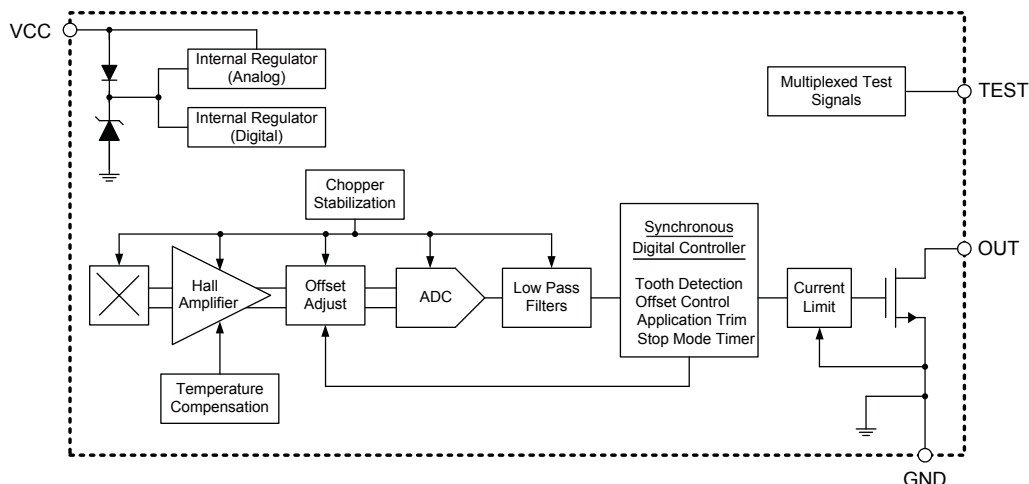 VCC
Internal Regulator
(Analog)
Internal Regulator
(Digital)
Multiplexed Test
Signals
TEST
Chopper
Stabilization
Hall
Amplifier
Offset
Adjust
ADC
Low Pass
Filters
Synchronous
Digital Controller
Tooth Detection
Offset Control
Application Trim
Stop Mode Timer
Current
Limit
OUT
Temperature
Compensation
GND